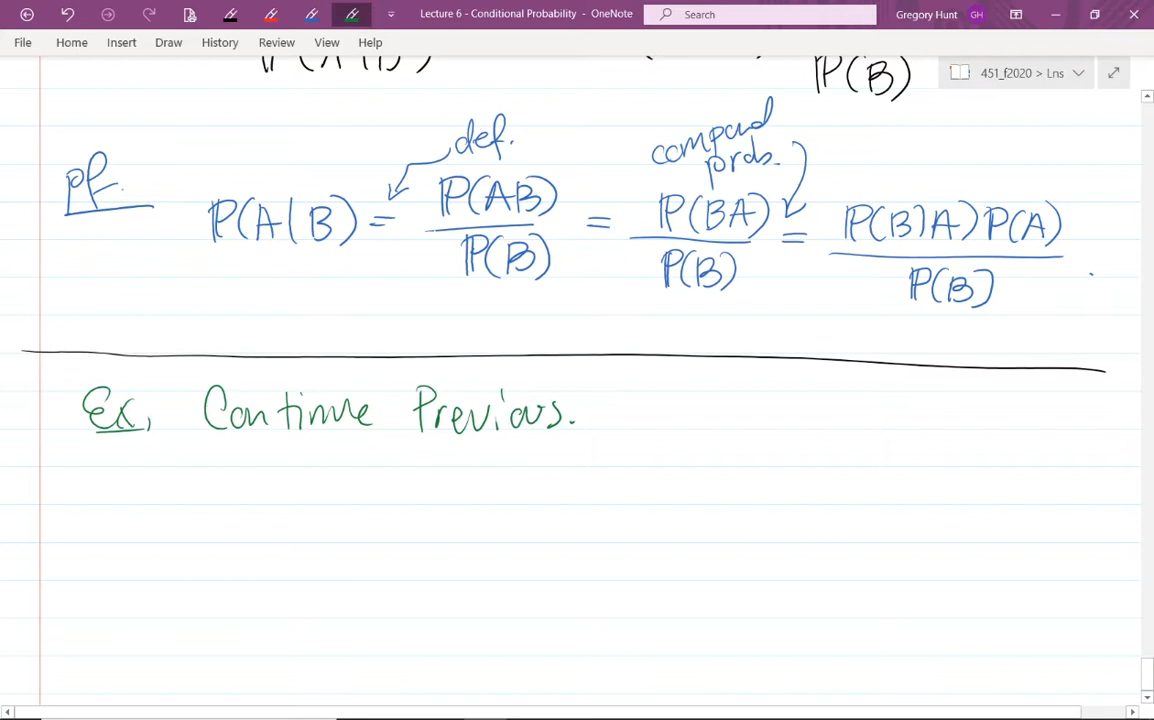 Lecture 6 - Conditional Probability - OneNote
Search
Gregory Hunt GH
File Home Insert Draw History Review View Help
451_f2020 > Lns
ℙ(A|B)
ℙ(B)
pf.
def.
compound
prds.
ℙ(A|B) = ℙ(AB) / ℙ(B) = ℙ(BA) / ℙ(B) = ℙ(B|A) ℙ(A) / ℙ(B) .
Ex, Continue Previous.